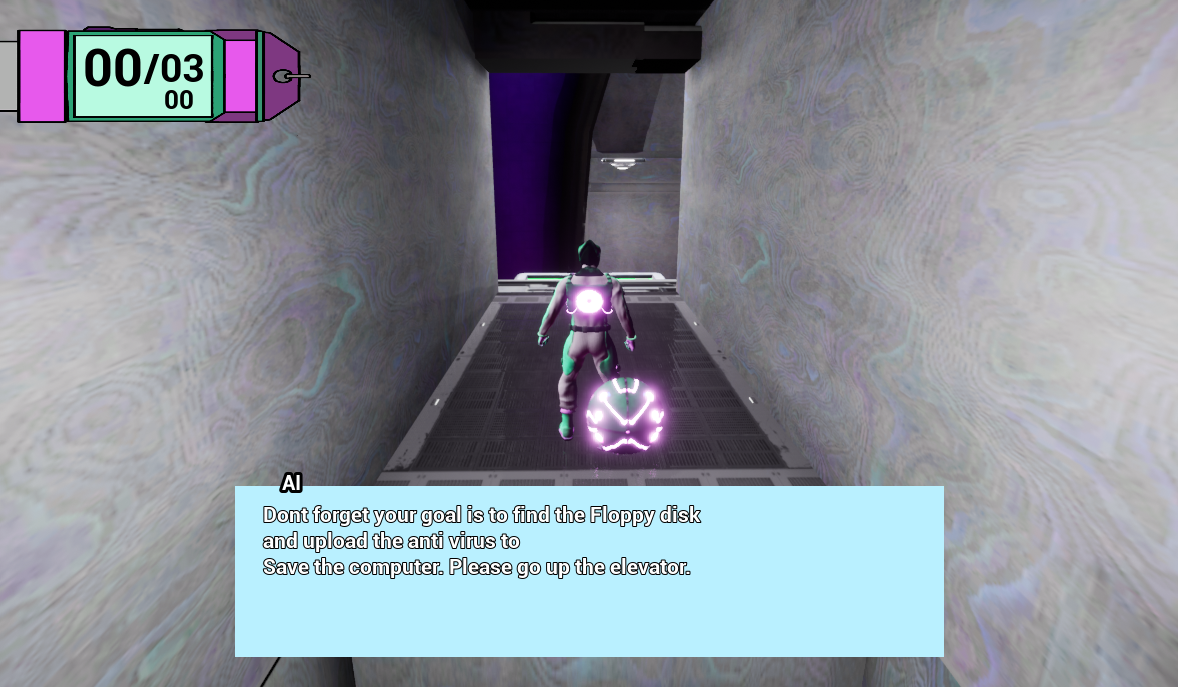 00/03
00
AI
Dont forget your goal is to find the Floppy disk
and upload the anti virus to
Save the computer. Please go up the elevator.